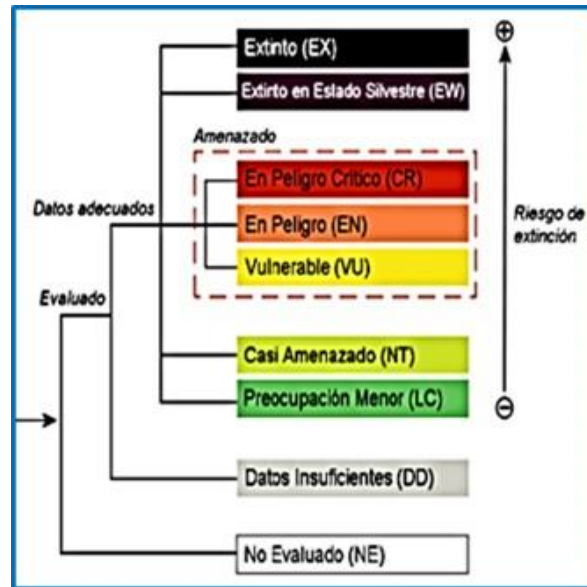 Extinto (EX)
Extinto en Estado Silvestre (EW)
Amenazado
En Peligro Crítico (CR)
Datos adecuados
En Peligro (EN)
Riesgo de
extinción
Vulnerable (VU)
Evaluado
Casi Amenazado (NT)
Preocupación Menor (LC)
Datos Insuficientes (DD)
No Evaluado (NE)